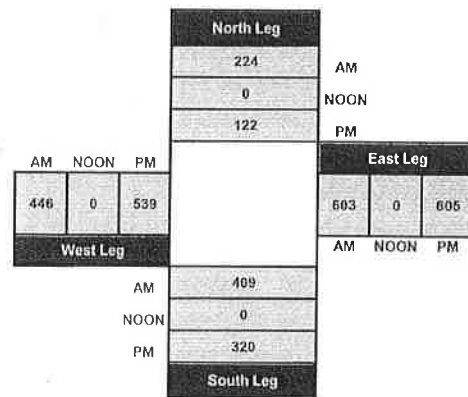 North Leg
224 AM
0 NOON
122 PM
AM NOON PM East Leg
446 0 539 603 0 605
West Leg AM NOON PM
AM 469
NOON 0
PM 320
South Leg